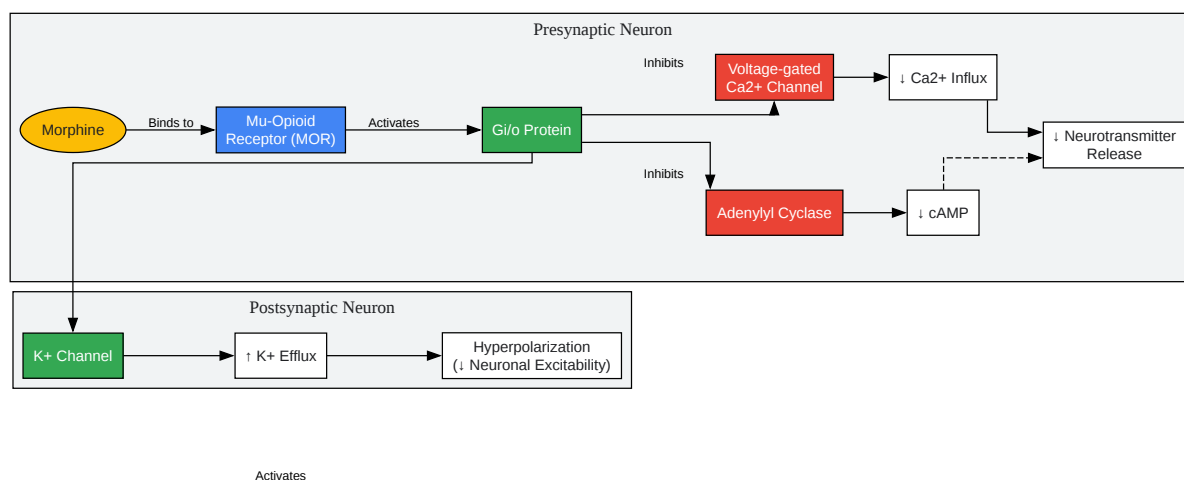 Presynaptic Neuron
Morphine
Binds to
Mu-Opioid
Receptor (MOR)
Activates
Gi/o Protein
Inhibits
Voltage-gated
Ca2+ Channel
↓ Ca2+ Influx
Inhibits
Adenylyl Cyclase
↓ cAMP
↓ Neurotransmitter
Release
Postsynaptic Neuron
K+ Channel
↑ K+ Efflux
Hyperpolarization
(↓ Neuronal Excitability)
Activates